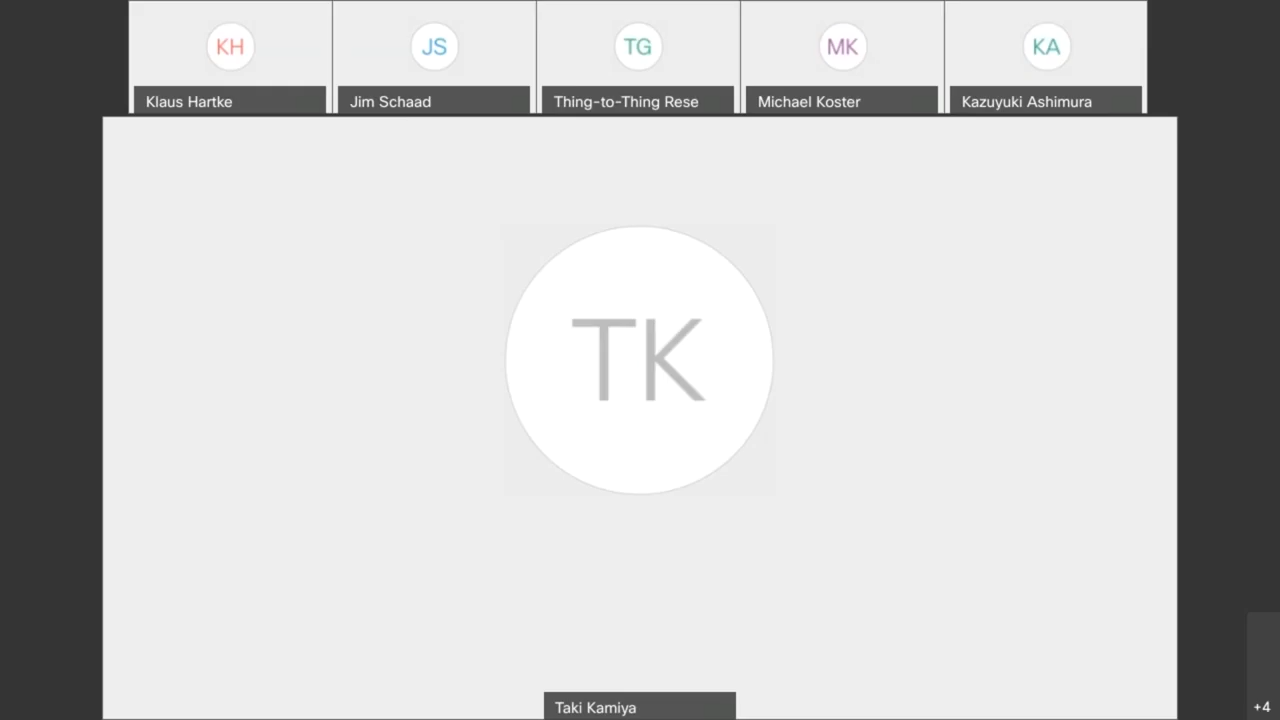 KH
JS
TG
MK
KA
Klaus Hartke
Jim Schaad
Thing-to-Thing Rese
Michael Koster
Kazuyuki Ashimura
TK
Taki Kamiya
+4